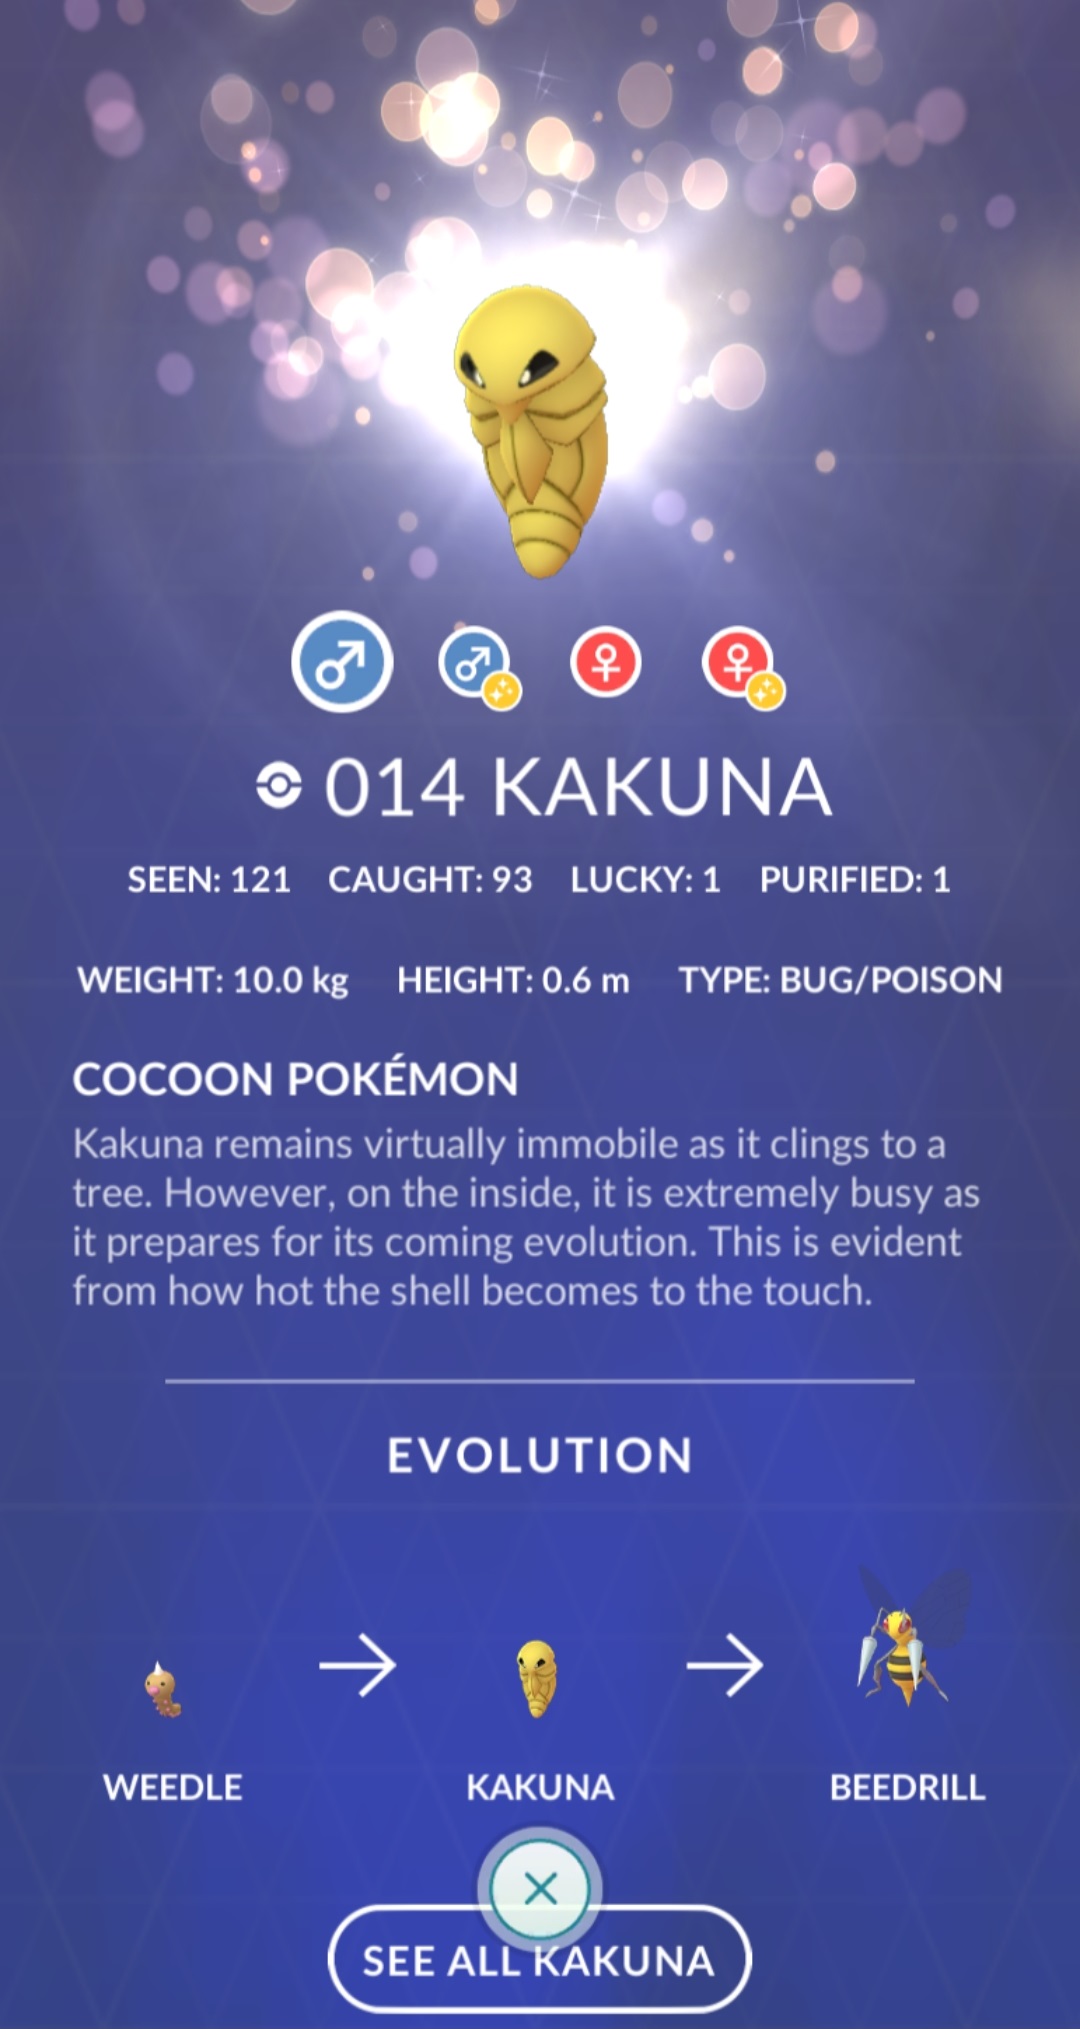 014 KAKUNA
SEEN: 121 CAUGHT: 93 LUCKY: 1 PURIFIED: 1
WEIGHT: 10.0 kg HEIGHT: 0.6 m TYPE: BUG/POISON
COCOON POKÉMON
Kakuna remains virtually immobile as it clings to a
tree. However, on the inside, it is extremely busy as
it prepares for its coming evolution. This is evident
from how hot the shell becomes to the touch.
EVOLUTION
WEEDLE KAKUNA BEEDRILL
SEE ALL KAKUNA